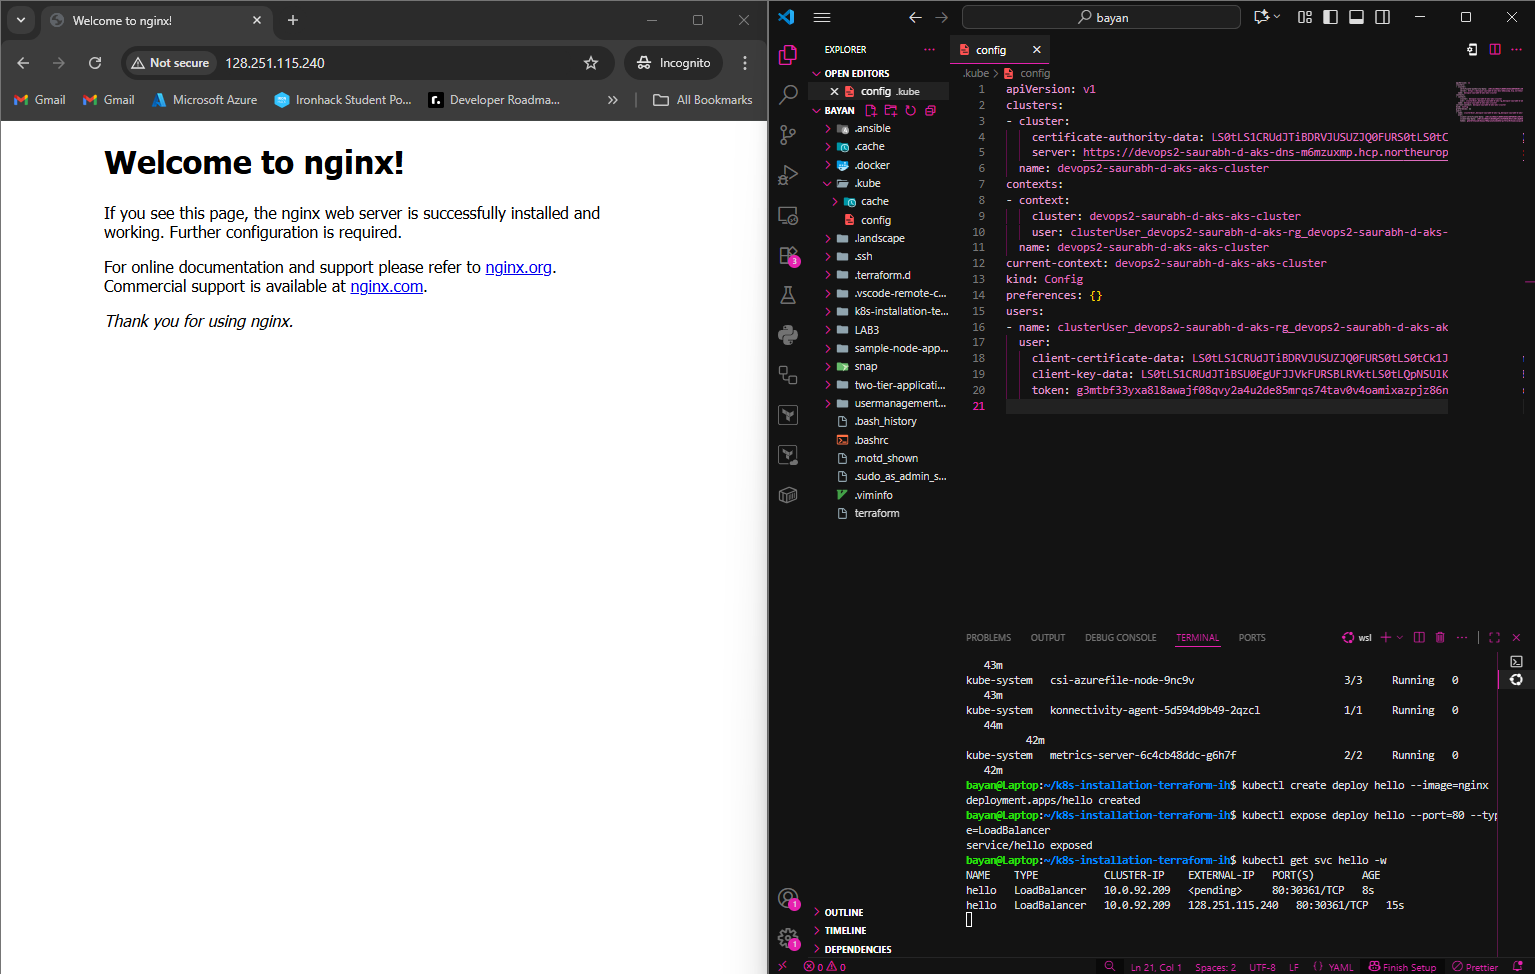 Welcome to nginx!
Not secure
128.251.115.240
Incognito
Gmail
Gmail
Microsoft Azure
Ironhack Student Po...
Developer Roadma...
»
All Bookmarks
Welcome to nginx!
If you see this page, the nginx web server is successfully installed and
working. Further configuration is required.
For online documentation and support please refer to nginx.org.
Commercial support is available at nginx.com.
Thank you for using nginx.
bayan
EXPLORER
OPEN EDITORS
config .kube
BAYAN
.ansible
.cache
.docker
.kube
cache
config
.landscape
.ssh
.terraform.d
.vscode-remote-c...
k8s-installation-te...
LAB3
sample-node-app...
snap
two-tier-applicati...
usermanagement...
.bash_history
.bashrc
.motd_shown
.sudo_as_admin_s...
.viminfo
terraform
OUTLINE
TIMELINE
DEPENDENCIES
3
1
1
config
.kube > config
1 apiVersion: v1
2 clusters:
3 - cluster:
4 certificate-authority-data:
5 server: https://devops2-saurabh-d-aks-dns-m6mzuxmp.hcp.northeurop
6 name: devops2-saurabh-d-aks-aks-cluster
7 contexts:
8 - context:
9 cluster: devops2-saurabh-d-aks-aks-cluster
10 user: clusterUser_devops2-saurabh-d-aks-rg_devops2-saurabh-d-aks-
11 name: devops2-saurabh-d-aks-aks-cluster
12 current-context: devops2-saurabh-d-aks-aks-cluster
13 kind: Config
14 preferences: {}
15 users:
16 - name: clusterUser_devops2-saurabh-d-aks-rg_devops2-saurabh-d-aks-ak
17 user:
18 client-certificate-data:
19 client-key-data:
20 token:
21
PROBLEMS OUTPUT DEBUG CONSOLE TERMINAL PORTS
wsl
43m
kube-system csi-azurefile-node-9nc9v 3/3 Running 0
43m
kube-system konnectivity-agent-5d594d9b49-2qzcl 1/1 Running 0
44m
42m
kube-system metrics-server-6c4cb48ddc-g6h7f 2/2 Running 0
42m
bayan@Laptop:~/k8s-installation-terraform-ih$ kubectl create deploy hello --image=nginx
deployment.apps/hello created
bayan@Laptop:~/k8s-installation-terraform-ih$ kubectl expose deploy hello --port=80 --typ
e=LoadBalancer
service/hello exposed
bayan@Laptop:~/k8s-installation-terraform-ih$ kubectl get svc hello -w
NAME TYPE CLUSTER-IP EXTERNAL-IP PORT(S) AGE
hello LoadBalancer 10.0.92.209 <pending> 80:30361/TCP 8s
hello LoadBalancer 10.0.92.209 128.251.115.240 80:30361/TCP 15s
0 0 Ln 21, Col 1 Spaces: 2 UTF-8 LF {} YAML Finish Setup Prettier